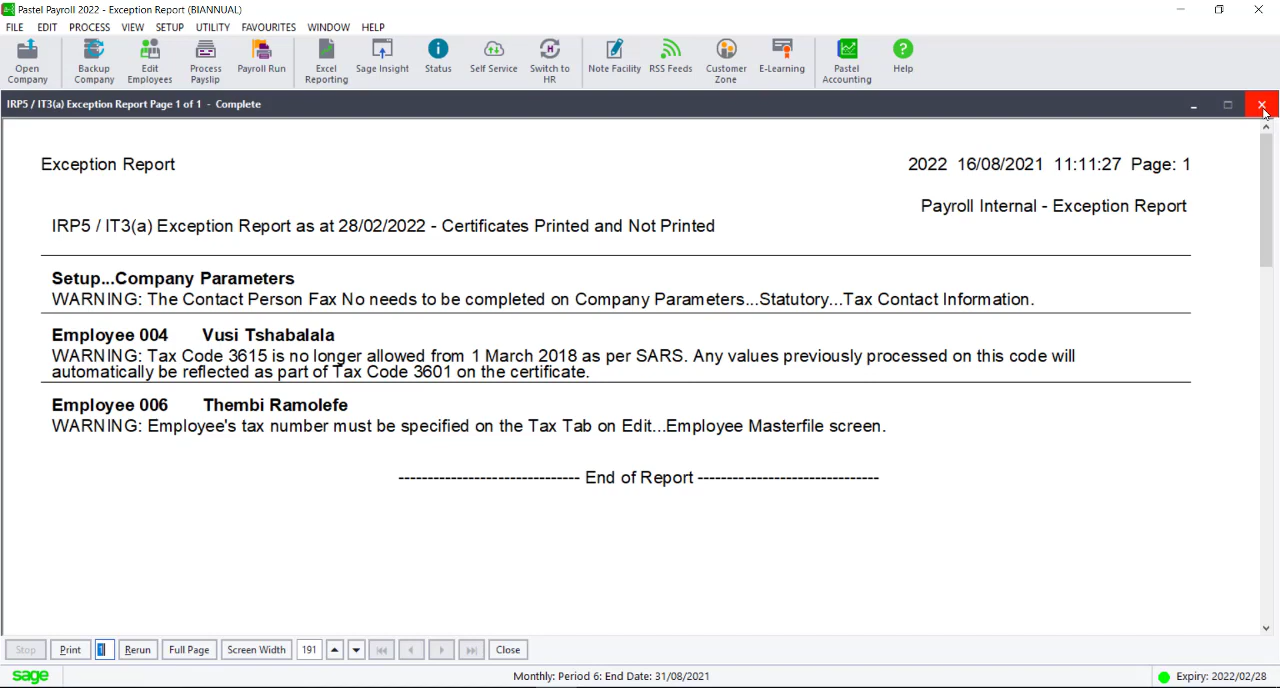 Pastel Payroll 2022 - Exception Report (BIANNUAL)
FILE EDIT PROCESS VIEW SETUP UTILITY FAVOURITES WINDOW HELP
Open Company
Backup Company
Edit Employees
Process Payslip
Payroll Run
Excel Reporting
Sage Insight
Status
Self Service
Switch to HR
Note Facility
RSS Feeds
Customer Zone
E-Learning
Pastel Accounting
Help
IRP5 / IT3(a) Exception Report Page 1 of 1 - Complete
Exception Report
2022 16/08/2021 11:11:27 Page: 1
Payroll Internal - Exception Report
IRP5 / IT3(a) Exception Report as at 28/02/2022 - Certificates Printed and Not Printed
Setup...Company Parameters
WARNING: The Contact Person Fax No needs to be completed on Company Parameters...Statutory...Tax Contact Information.
Employee 004 Vusi Tshabalala
WARNING: Tax Code 3615 is no longer allowed from 1 March 2018 as per SARS. Any values previously processed on this code will
automatically be reflected as part of Tax Code 3601 on the certificate.
Employee 006 Thembi Ramolefe
WARNING: Employee's tax number must be specified on the Tax Tab on Edit...Employee Masterfile screen.
------------------------------- End of Report -------------------------------
Stop Print 1 Rerun Full Page Screen Width 191 Close
sage Monthly: Period 6: End Date: 31/08/2021 Expiry: 2022/02/28